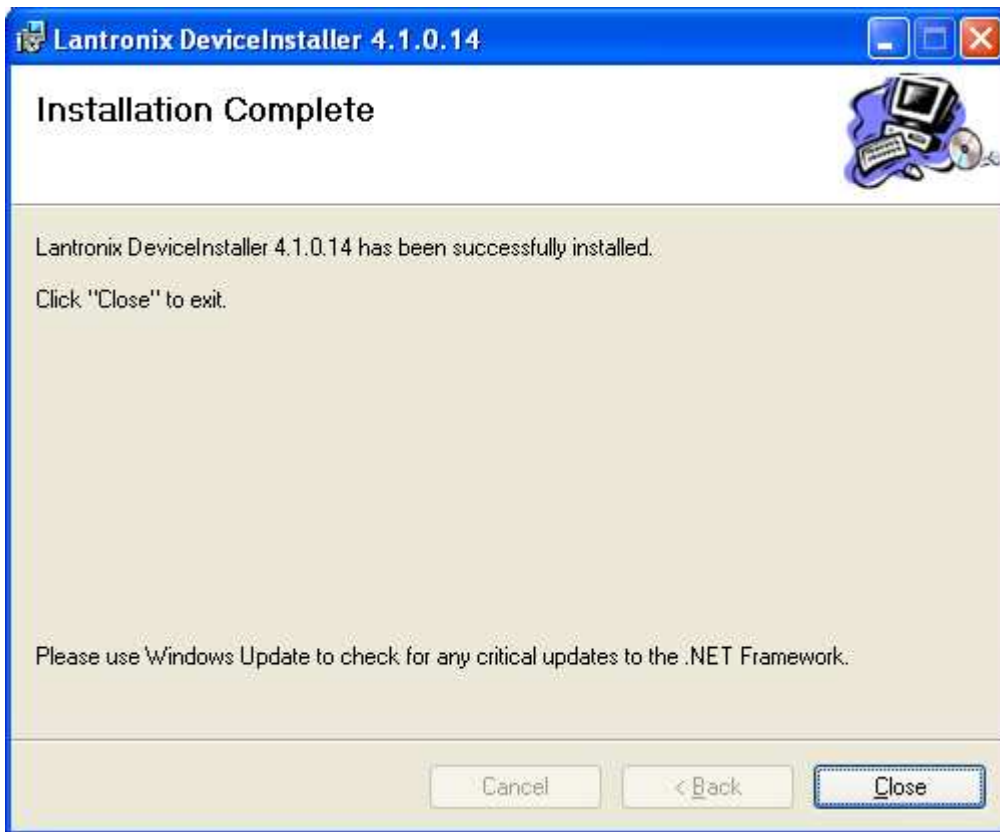 Lantronix DeviceInstaller 4.1.0.14
Installation Complete
Lantronix DeviceInstaller 4.1.0.14 has been successfully installed.
Click "Close" to exit.
Please use Windows Update to check for any critical updates to the .NET Framework.
Cancel
< Back
Close